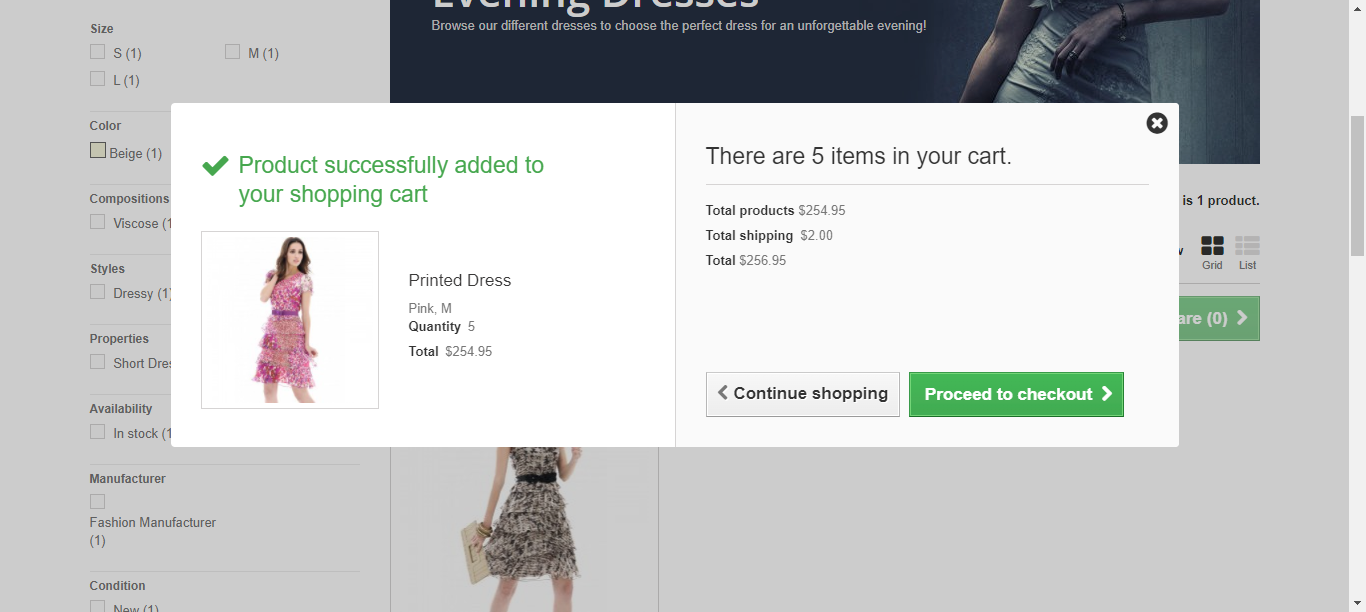 Evening Dresses
Browse our different dresses to choose the perfect dress for an unforgettable evening!
Size
S (1)
M (1)
L (1)
Color
Beige (1)
Compositions
Viscose (1
Styles
Dressy (1)
Properties
Short Dres
Availability
In stock (1
Manufacturer
Fashion Manufacturer
(1)
Condition
New (1)
Product successfully added to
your shopping cart
Printed Dress
Pink, M
Quantity 5
Total $254.95
There are 5 items in your cart.
Total products $254.95
Total shipping $2.00
Total $256.95
Continue shopping
Proceed to checkout
is 1 product.
Grid
List
are (0)